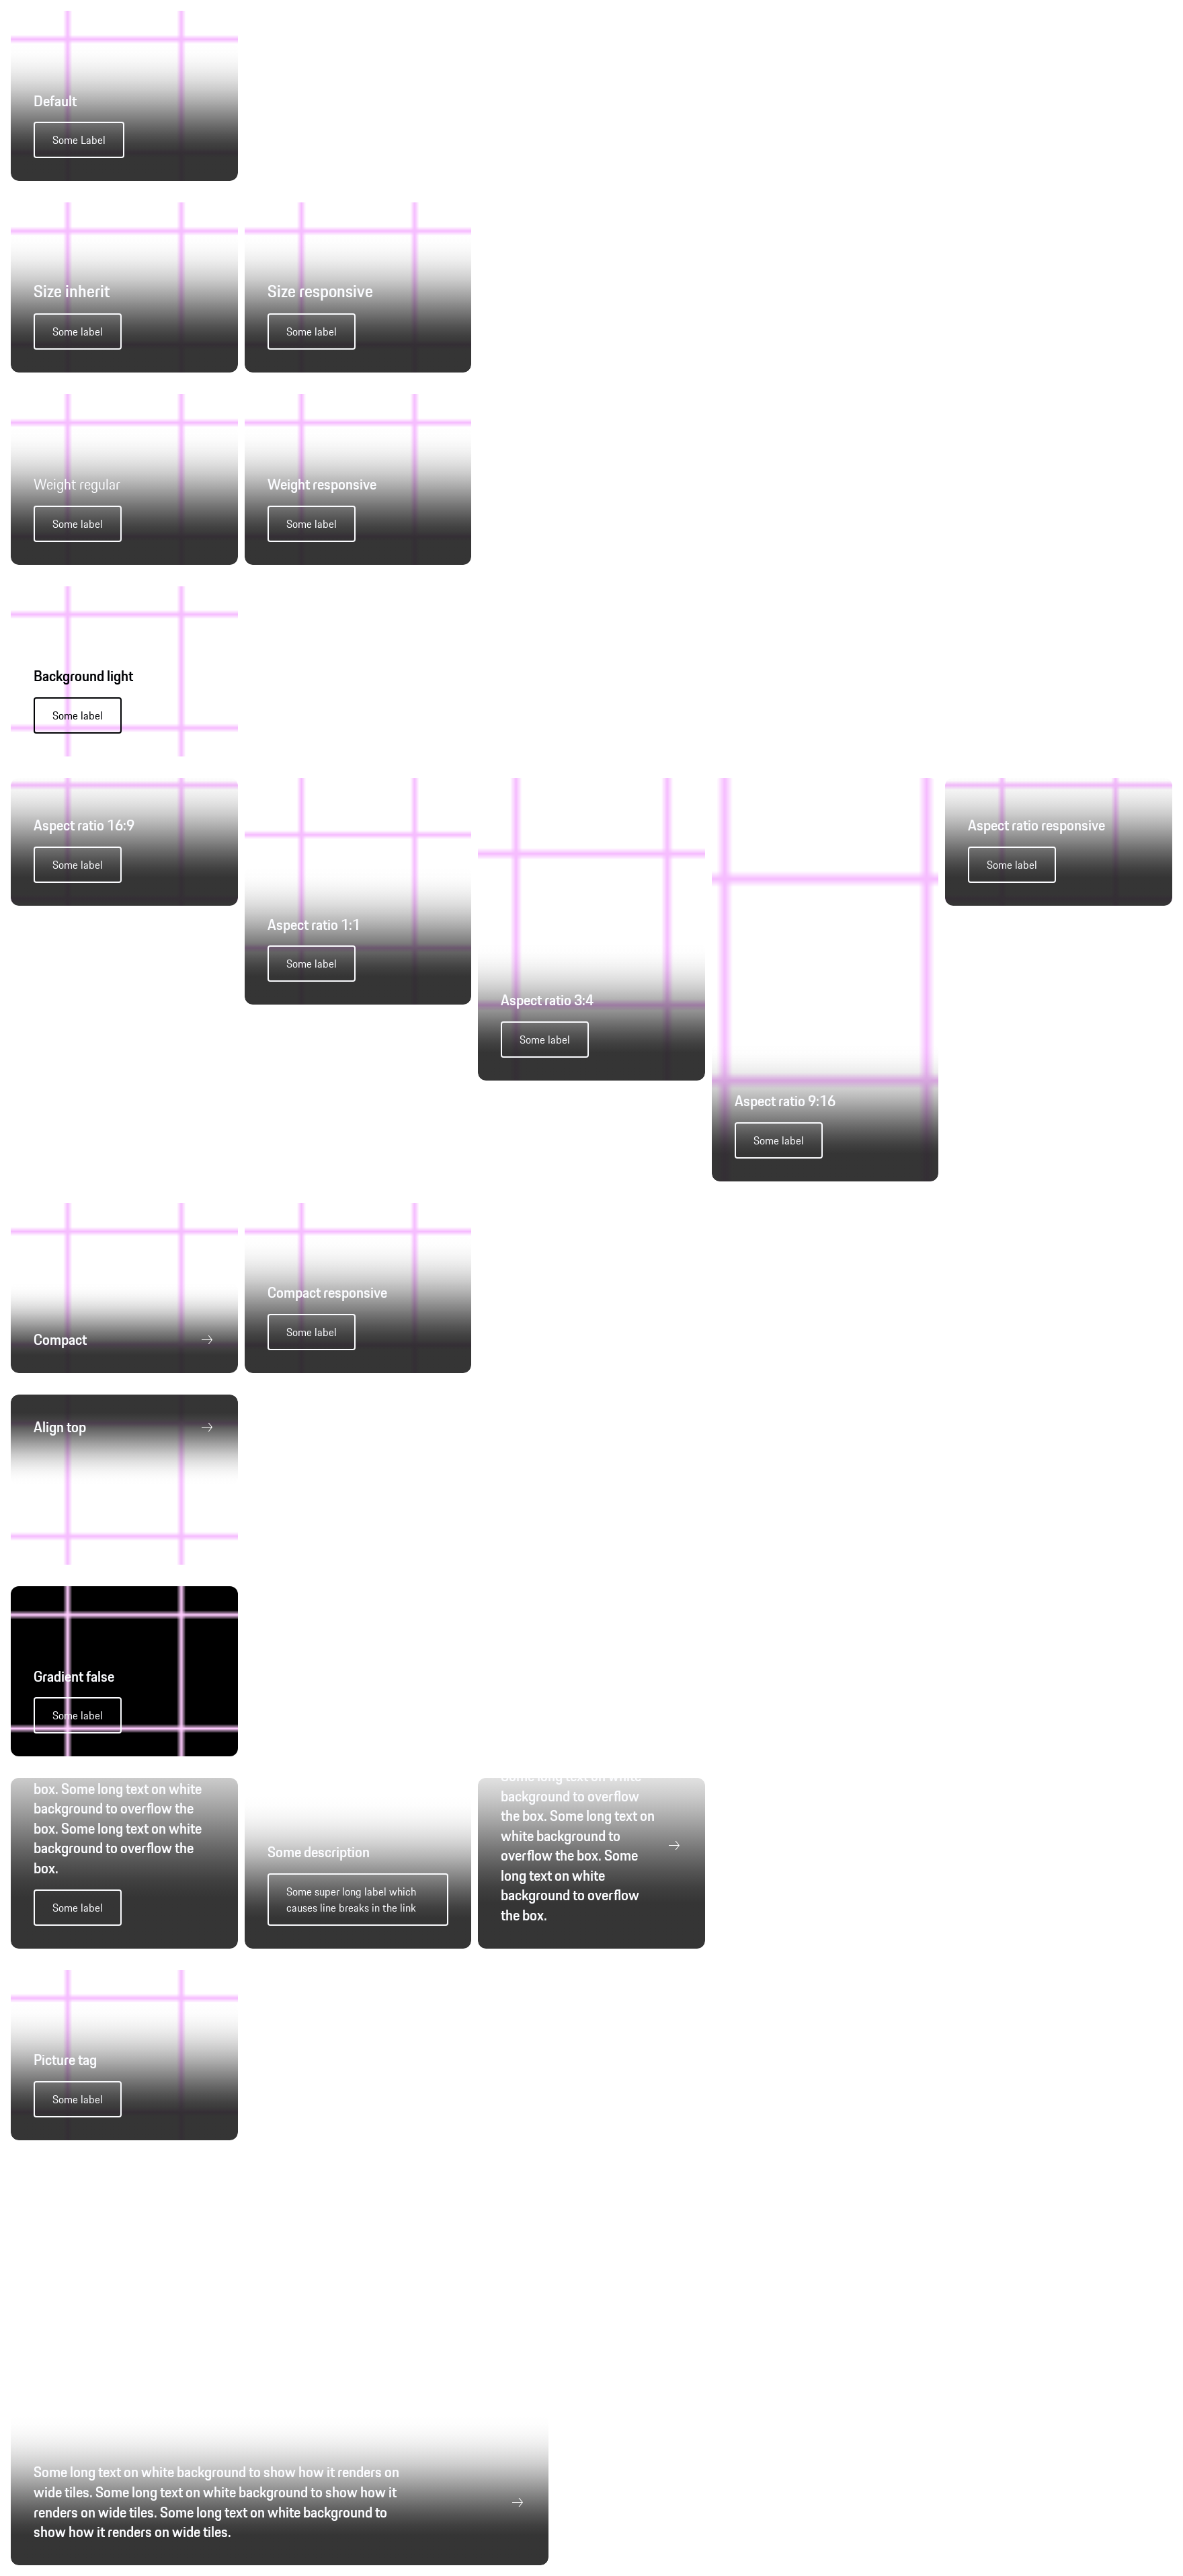 Default
Some Label
Size inherit
Size responsive
Some label
Some label
Weight regular
Weight responsive
Some label
Some label
Background light
Some label
Aspect ratio 16:9
Aspect ratio responsive
Some label
Some label
Aspect ratio 1:1
Some label
Aspect ratio 3:4
Some label
Aspect ratio 9:16
Some label
Compact
Compact responsive
Some label
Align top
Gradient false
Some label
box. Some long text on white
background to overflow the
box. Some long text on white
background to overflow the
box.
Some label
Some description
Some super long label which
causes line breaks in the link
Some long text on white
background to overflow
the box. Some long text on
white background to
overflow the box. Some
long text on white
background to overflow
the box.
Picture tag
Some label
Some long text on white background to show how it renders on
wide tiles. Some long text on white background to show how it
renders on wide tiles. Some long text on white background to
show how it renders on wide tiles.